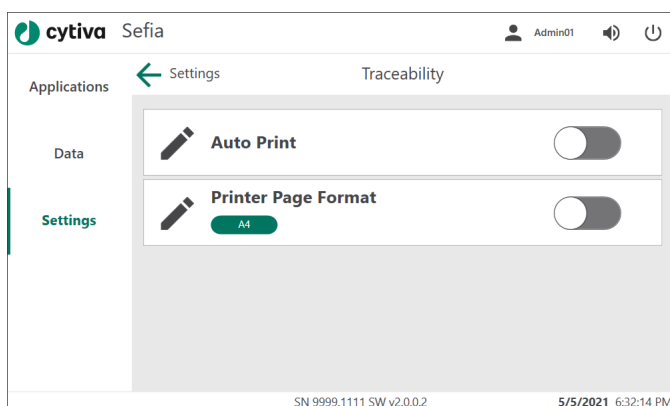 cytiva Sefia Admin01
Applications
Settings Traceability
Auto Print
Data
Printer Page Format
Settings
A4
SN 9999.1111 SW v2.0.0.2 5/5/2021 6:32:14 PM